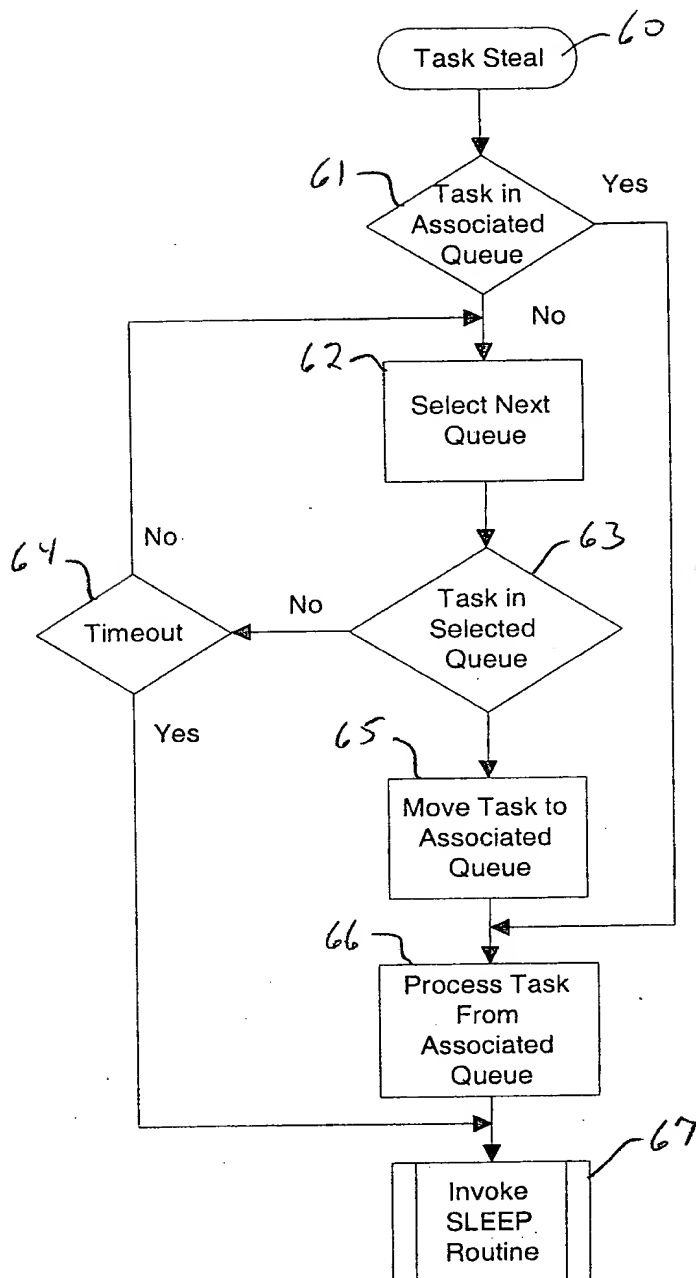 60
Task Steal
61
Yes
Task in
Associated
Queue
No
62
Select Next
Queue
No
64
63
No
Task in
Selected
Queue
Timeout
Yes
65
Move Task to
Associated
Queue
66
Process Task
From
Associated
Queue
67
Invoke
SLEEP
Routine